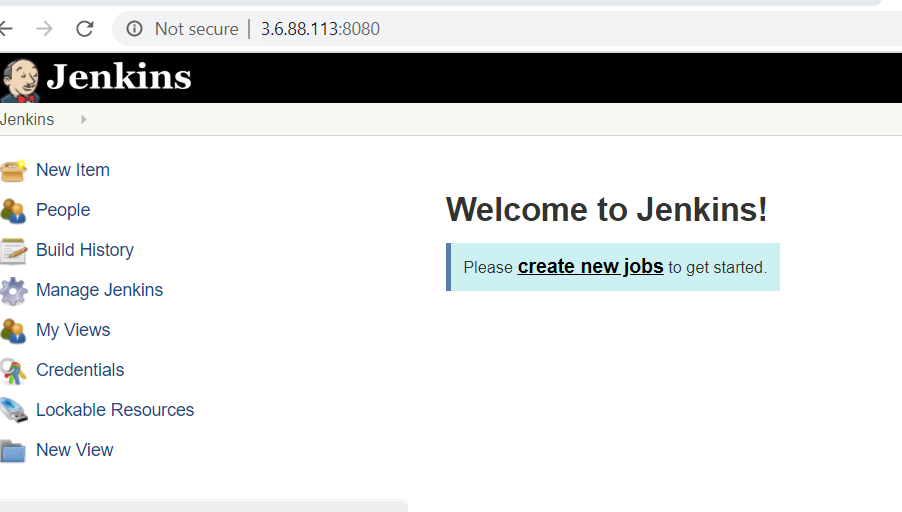 Not secure | 3.6.88.113:8080
Jenkins
Jenkins
New Item
People
Build History
Manage Jenkins
My Views
Credentials
Lockable Resources
New View
Welcome to Jenkins!
Please create new jobs to get started.